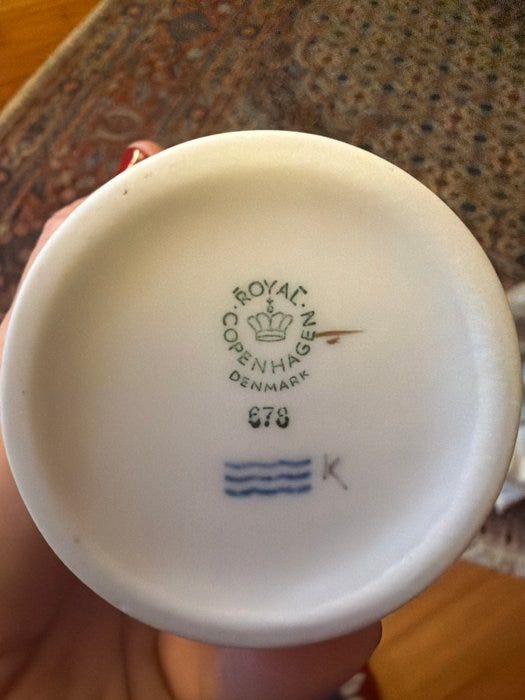 ROYAL
COPENHAGEN
DENMARK
678
K